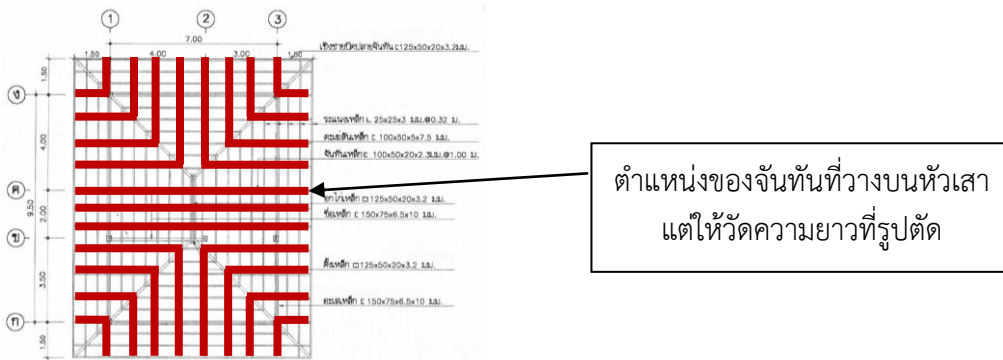 1
2
3
7.00
เชิงชายปิดปลายจันทัน ⊏125x50x20x3.2มม.
1.50
4.00
3.00
1.50
1.50
ง
ระแนงเหล็ก L 25x25x3 มม.@0.32 ม.
4.00
ตะเฆ่สันเหล็ก ⊏ 100x50x5x7.5 มม.
จันทันเหล็ก⊏ 100x50x20x2.3มม.@1.00 ม.
ค
ตำแหน่งของจันทันที่วางบนหัวเสา
แต่ให้วัดความยาวที่รูปตัด
อกไก่เหล็ก ▭125x50x20x3.2 มม.
9.50
2.00
ขื่อเหล็ก ⊏ 150x75x6.5x10 มม.
ข
ดั้งเหล็ก ▭125x50x20x3.2 มม.
3.50
อะเสเหล็ก ⊏ 150x75x6.5x10 มม.
ก
1.50